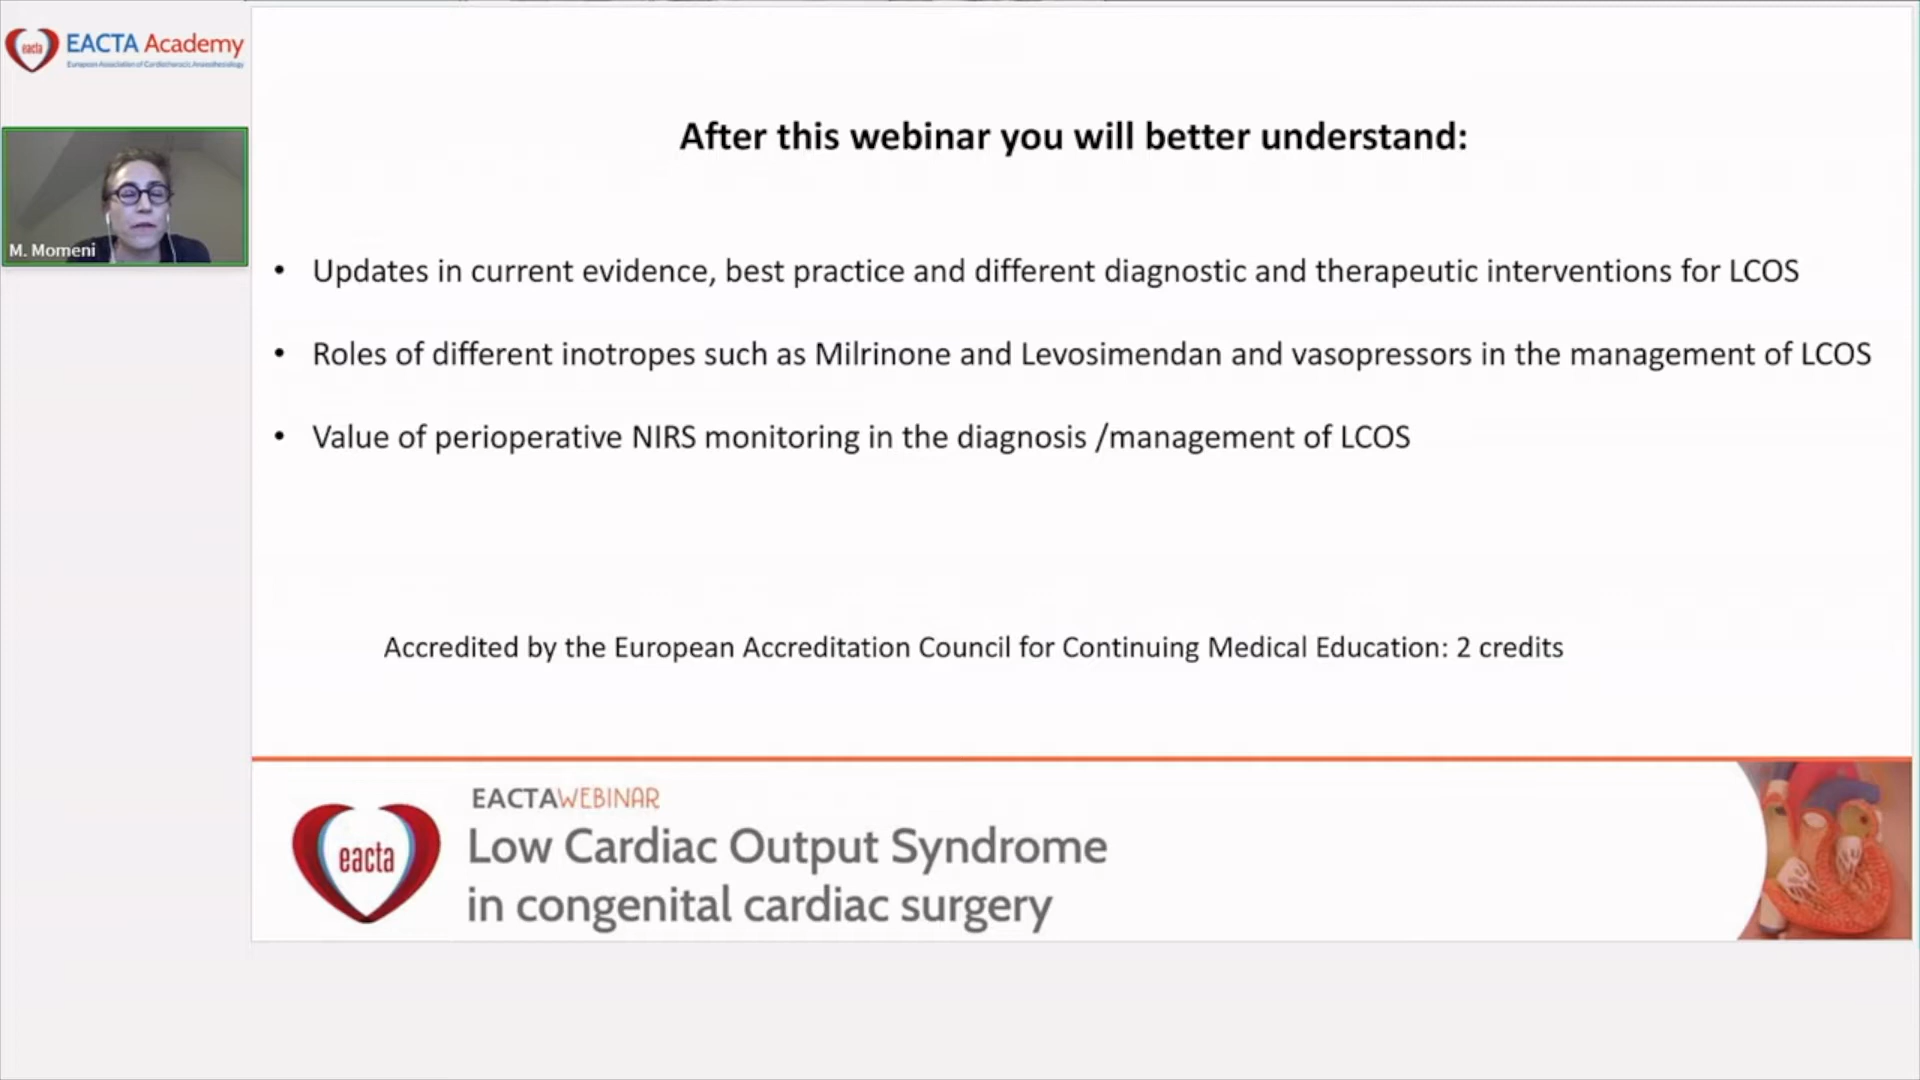 eacta
EACTA Academy
European Association of Cardiothoracic Anaesthesiology
M. Momeni
After this webinar you will better understand:
• Updates in current evidence, best practice and different diagnostic and therapeutic interventions for LCOS
• Roles of different inotropes such as Milrinone and Levosimendan and vasopressors in the management of LCOS
• Value of perioperative NIRS monitoring in the diagnosis /management of LCOS
Accredited by the European Accreditation Council for Continuing Medical Education: 2 credits
eacta
EACTAWEBINAR
Low Cardiac Output Syndrome
in congenital cardiac surgery